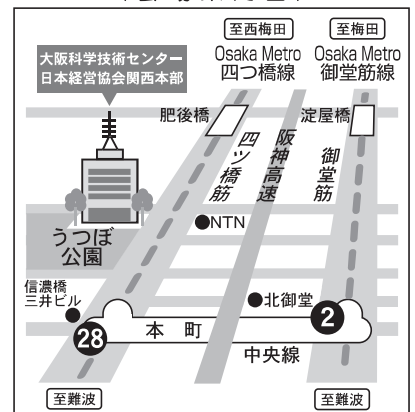 至西梅田
至梅田
Osaka Metro
四つ橋線
Osaka Metro
御堂筋線
大阪科学技術センター
日本経営協会関西本部
肥後橋
淀屋橋
四ツ橋筋
阪神高速
御堂筋
NTN
うつぼ
公園
信濃橋
三井ビル
北御堂
2
28
本町
中央線
至難波
至難波